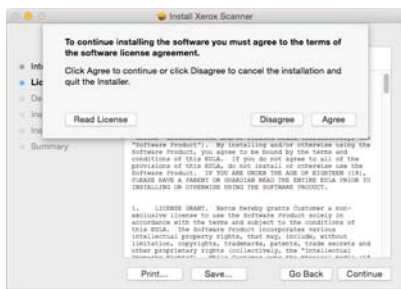 Install Xerox Scanner
To continue installing the software you must agree to the terms of
the software license agreement.
Click Agree to continue or click Disagree to cancel the installation and
quit the Installer.
Read License
Disagree
Agree
Int
Lic
De
Ins
Ins
Summary
"Software Product"). By installing and/or otherwise using the
Software Product, you agree to be bound by the terms and
conditions of this EULA. If you do not agree to all of the
provisions of this EULA, do not install or otherwise use the
Software Product. IF YOU ARE UNDER THE AGE OF EIGHTEEN (18),
PLEASE HAVE A PARENT OR GUARDIAN READ THE ENTIRE EULA PRIOR TO
INSTALLING OR OTHERWISE USING THE SOFTWARE PRODUCT.
1. LICENSE GRANT. Xerox hereby grants Customer a non-
exclusive license to use the Software Product solely in
accordance with the terms and subject to the conditions of
this EULA. The Software Product incorporates various
intellectual property rights, that may, include, without
limitation, copyrights, trademarks, patents, trade secrets and
other proprietary rights (collectively, the "Intellectual
Print...
Save...
Go Back
Continue